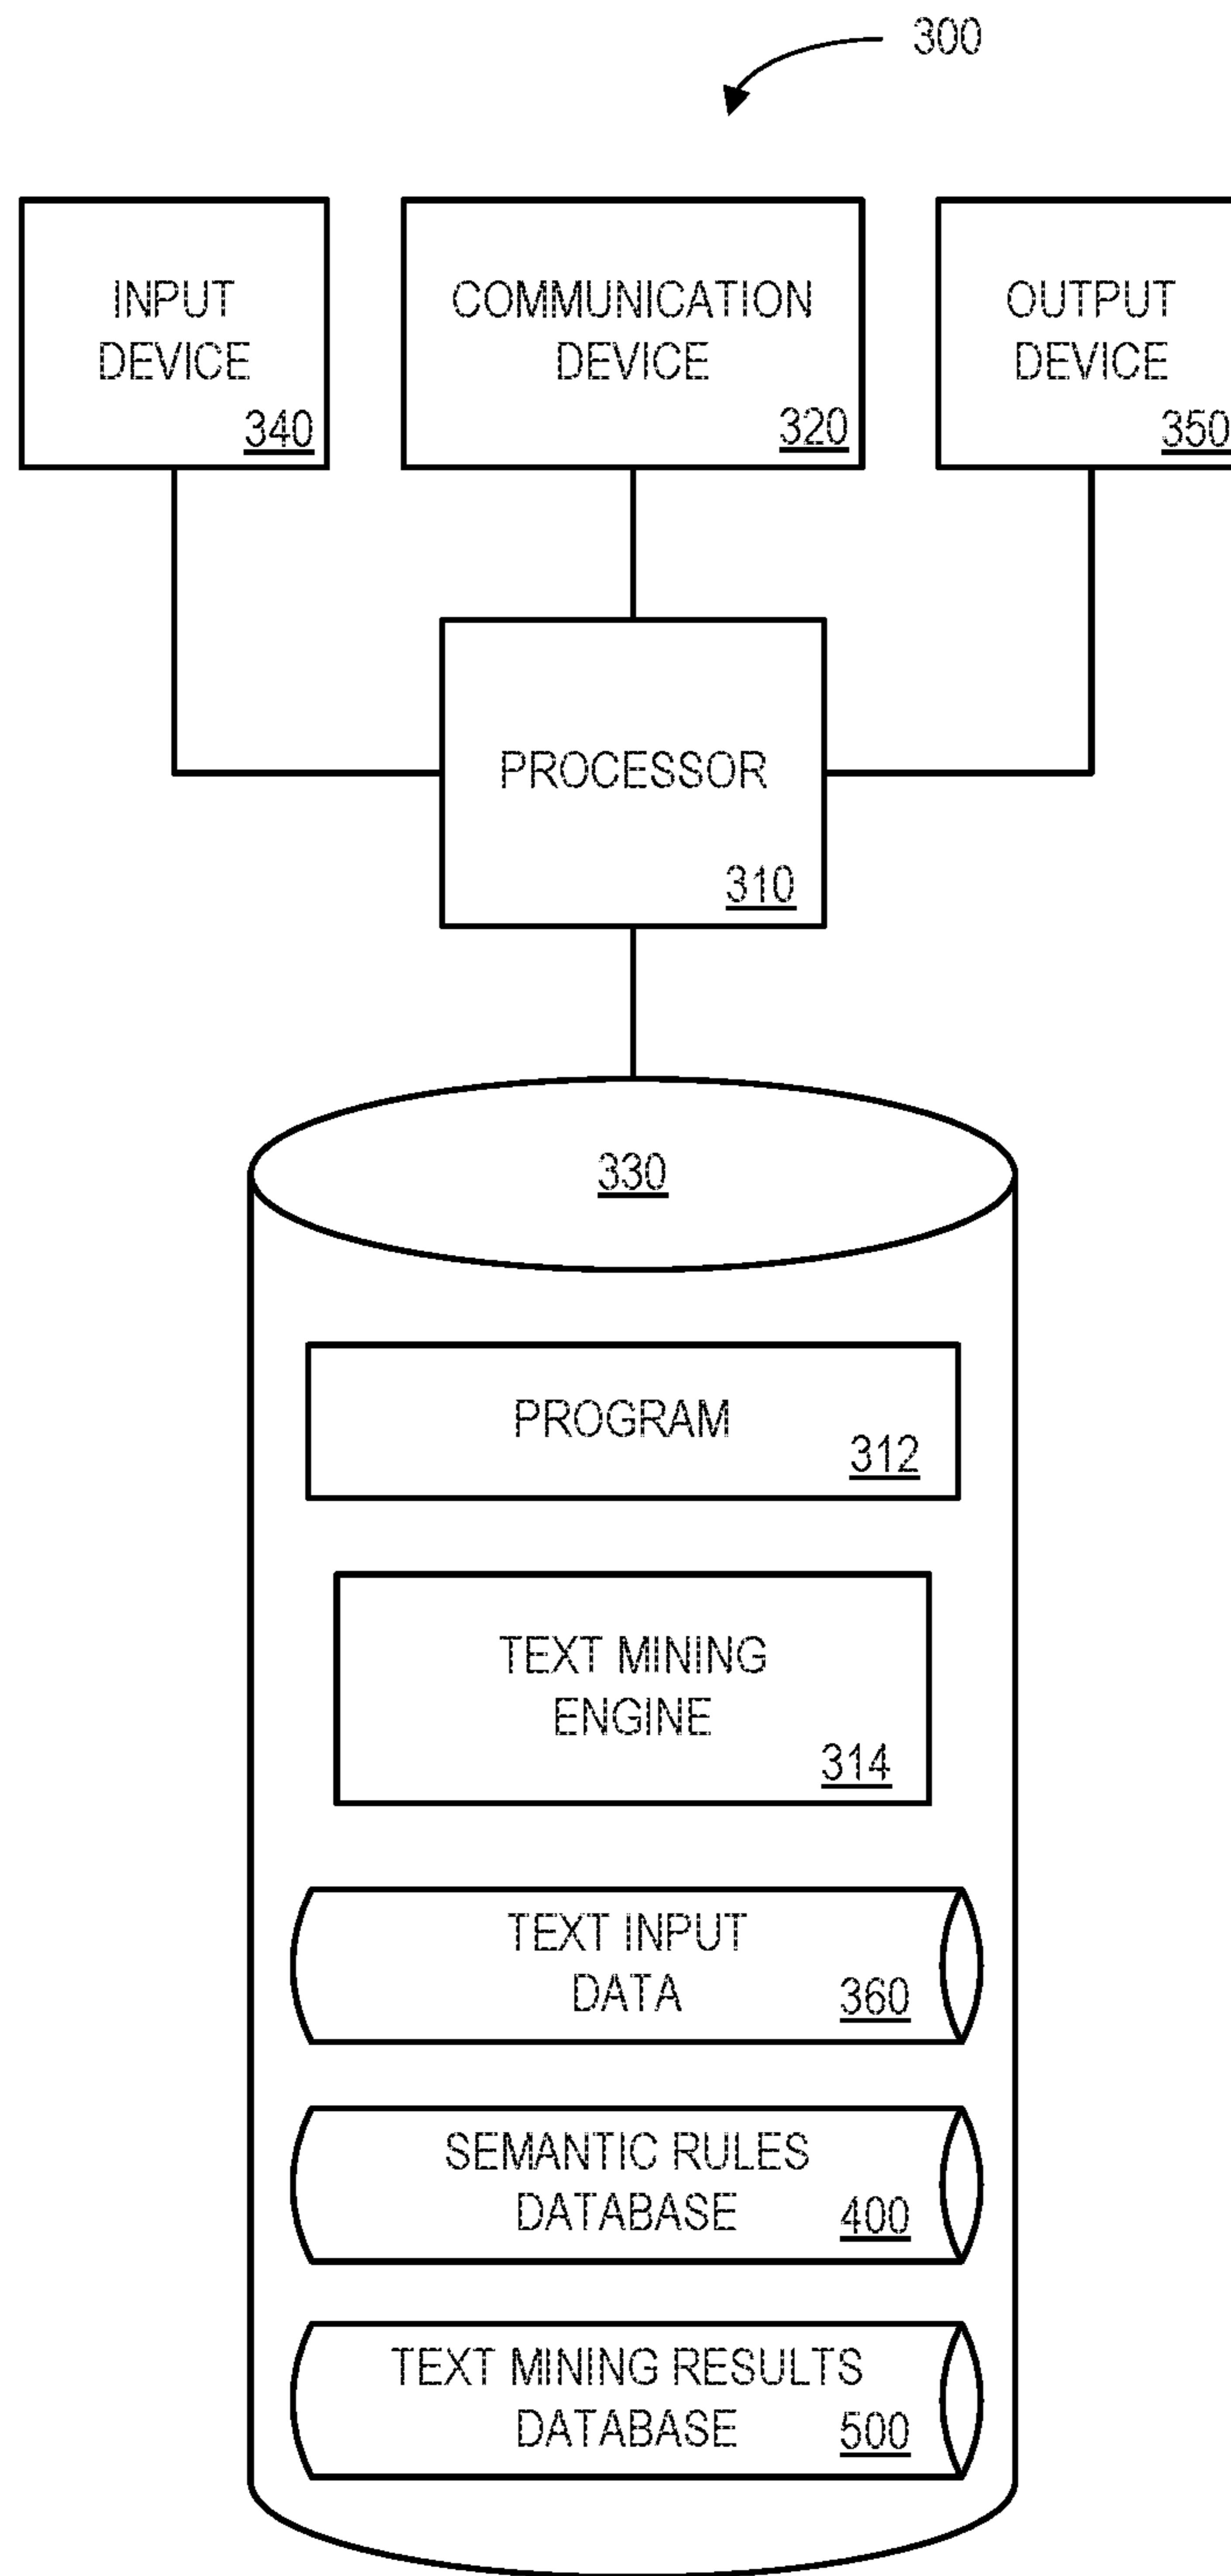 300
INPUT
DEVICE
340
COMMUNICATION
DEVICE
320
OUTPUT
DEVICE
350
PROCESSOR
310
330
PROGRAM
312
TEXT MINING
ENGINE
314
TEXT INPUT
DATA
360
SEMANTIC RULES
DATABASE
400
TEXT MINING RESULTS
DATABASE
500